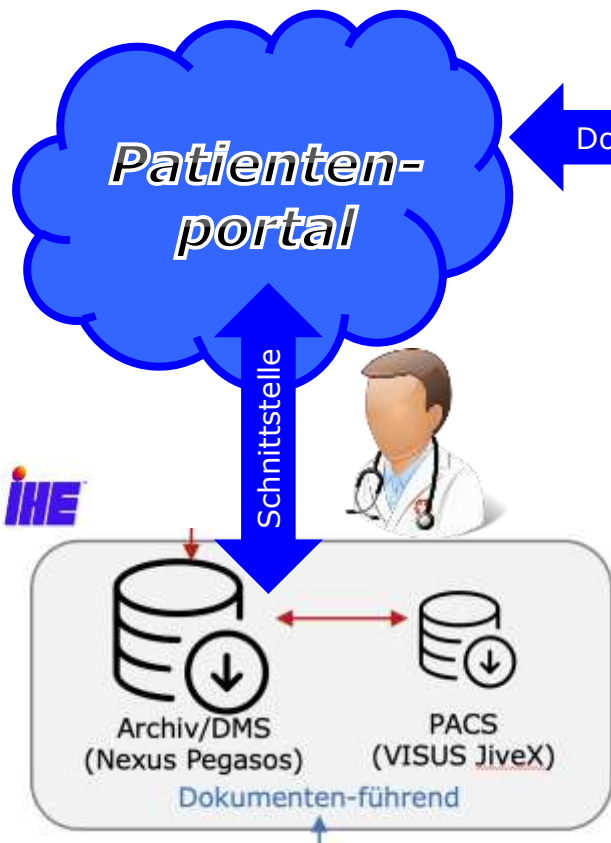 Patienten-
portal
Do
Schnittstelle
IHE
Archiv/DMS
(Nexus Pegasos)
PACS
(VISUS JiveX)
Dokumenten-führend